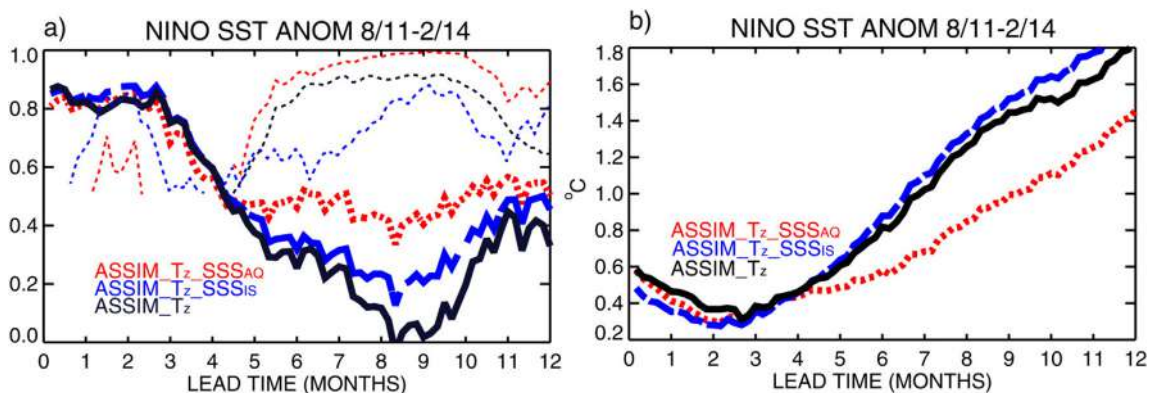 a) NINO SST ANOM 8/11-2/14
1.0
0.8
0.6
0.4
0.2
0.0
ASSIM_Tz_SSSAQ
ASSIM_Tz_SSSIS
ASSIM_Tz
0 1 2 3 4 5 6 7 8 9 10 11 12
LEAD TIME (MONTHS)
b) NINO SST ANOM 8/11-2/14
1.8
1.6
1.4
1.2
1.0
0.8
0.6
0.4
0.2
°C
ASSIM_Tz_SSSAQ
ASSIM_Tz_SSSIS
ASSIM_Tz
0 1 2 3 4 5 6 7 8 9 10 11 12
LEAD TIME (MONTHS)